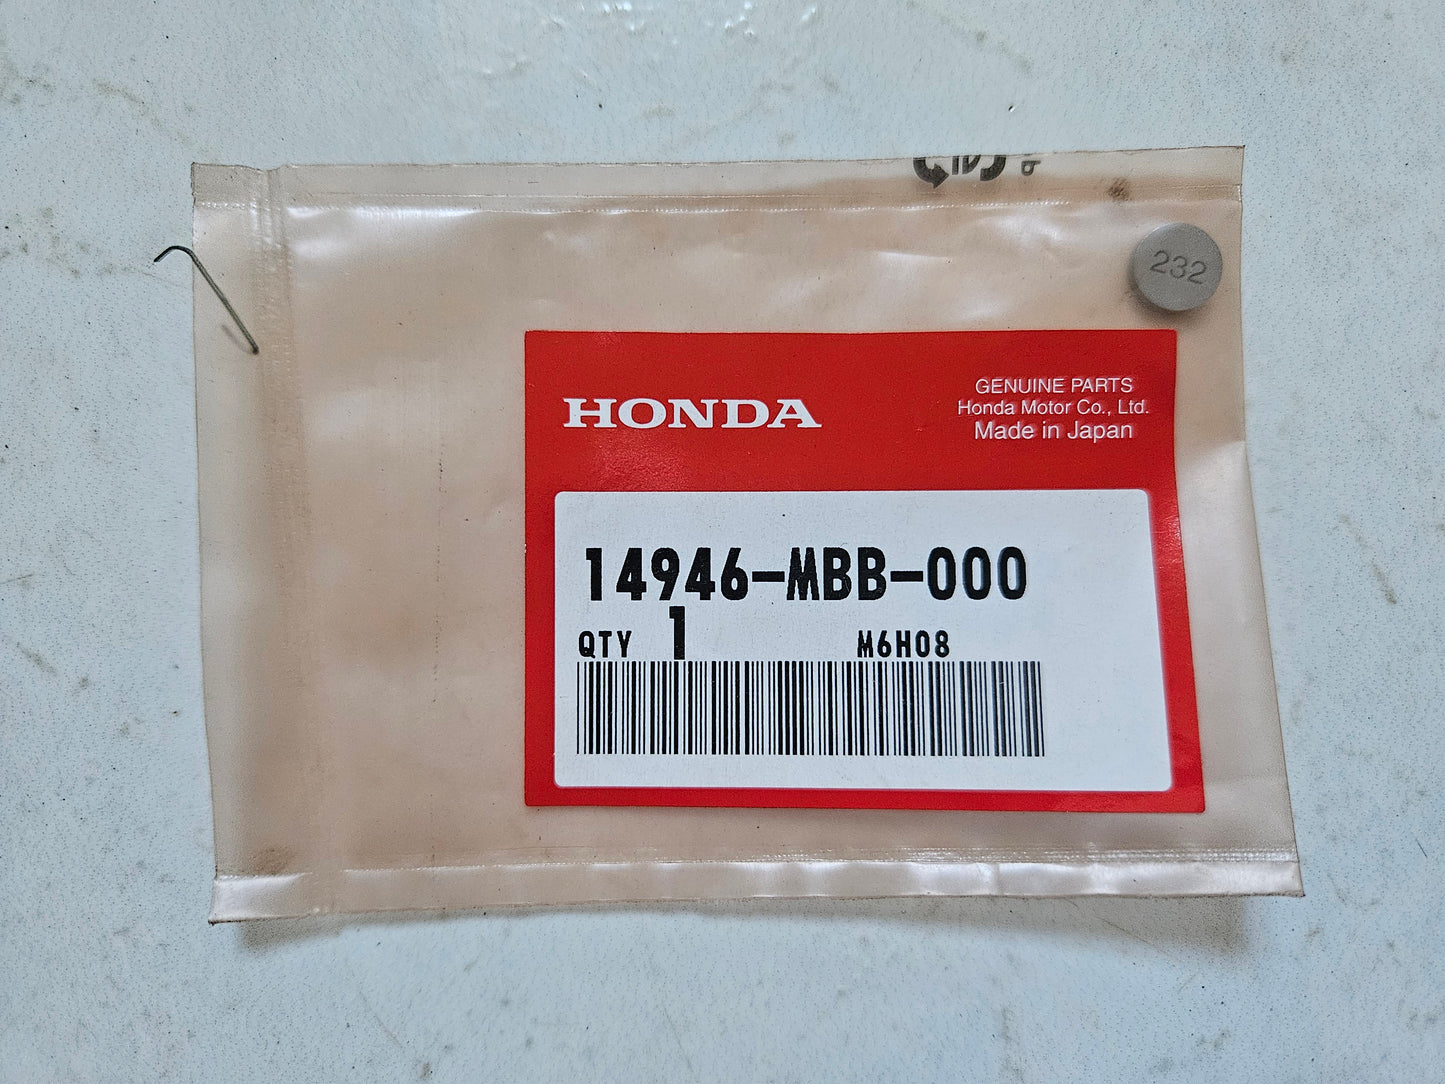 232
HONDA
GENUINE PARTS
Honda Motor Co., Ltd.
Made in Japan
14946-MBB-000
QTY 1 M6H08